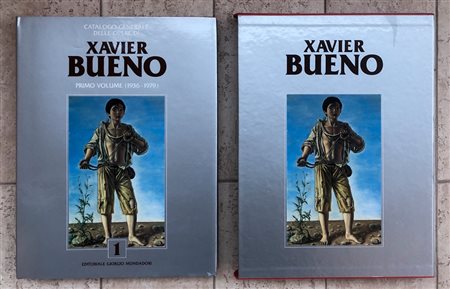 CATALOGO GENERALE
DELLE OPERE DI
XAVIER
BUENO
PRIMO VOLUME (1936-1979)
1
EDITORIALE GIORGIO MONDADORI
XAVIER
BUENO